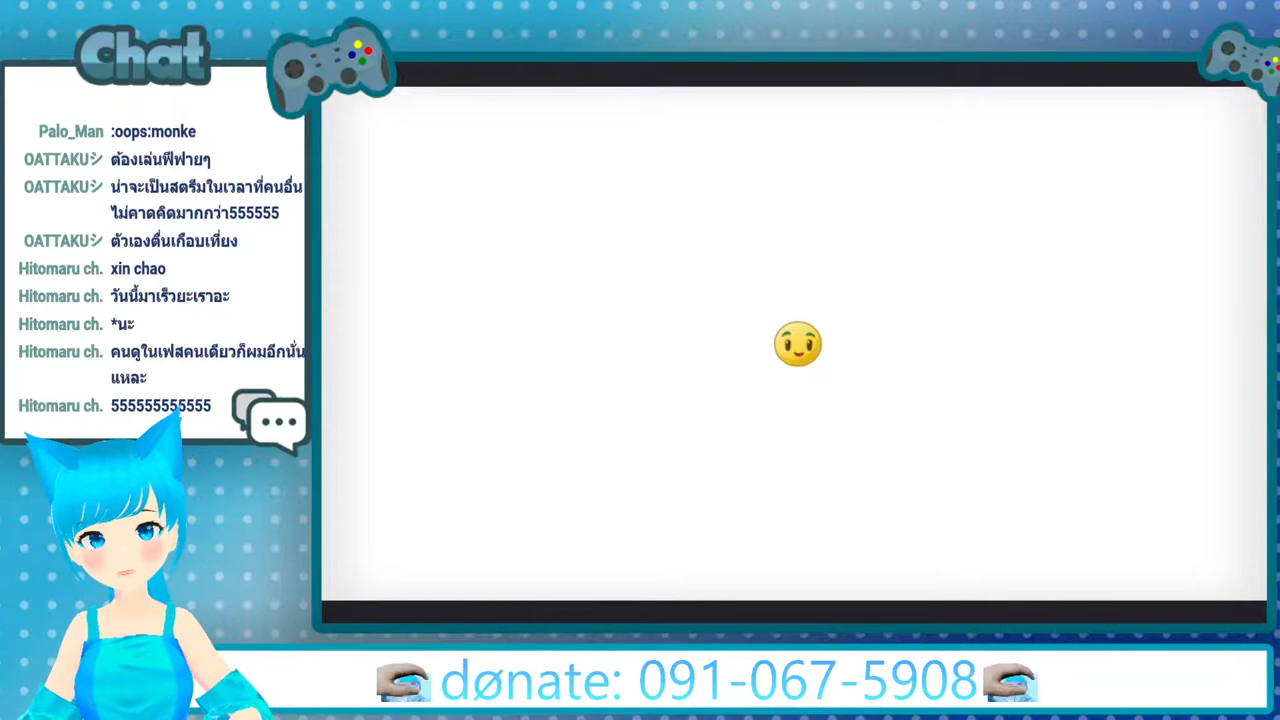 Chat
Palo_Man :oops:monke
OATTAKUシ ต้องเล่นฟีฟายๆ
OATTAKUシ น่าจะเป็นสตรีมในเวลาที่คนอื่น
ไม่คาดคิดมากกว่า555555
OATTAKUシ ตัวเองตื่นเกือบเที่ยง
Hitomaru ch. xin chao
Hitomaru ch. วันนี้มาเร็วยะเราอะ
Hitomaru ch. *นะ
Hitomaru ch. คนดูในเฟสคนเดียวก็ผมอีกนั่น
แหละ
Hitomaru ch. 555555555555
dønate: 091-067-5908